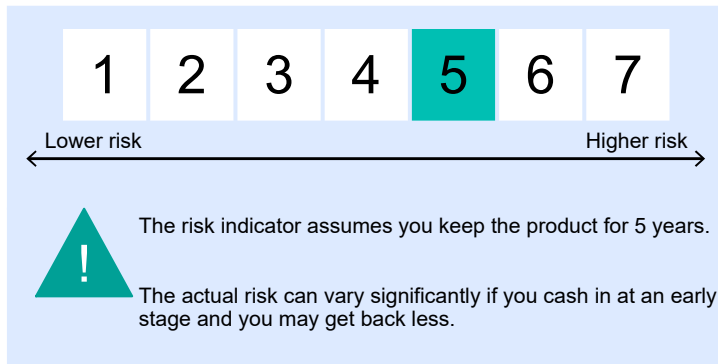 1 2 3 4 5 6 7
Lower risk Higher risk
! The risk indicator assumes you keep the product for 5 years.
The actual risk can vary significantly if you cash in at an early
stage and you may get back less.